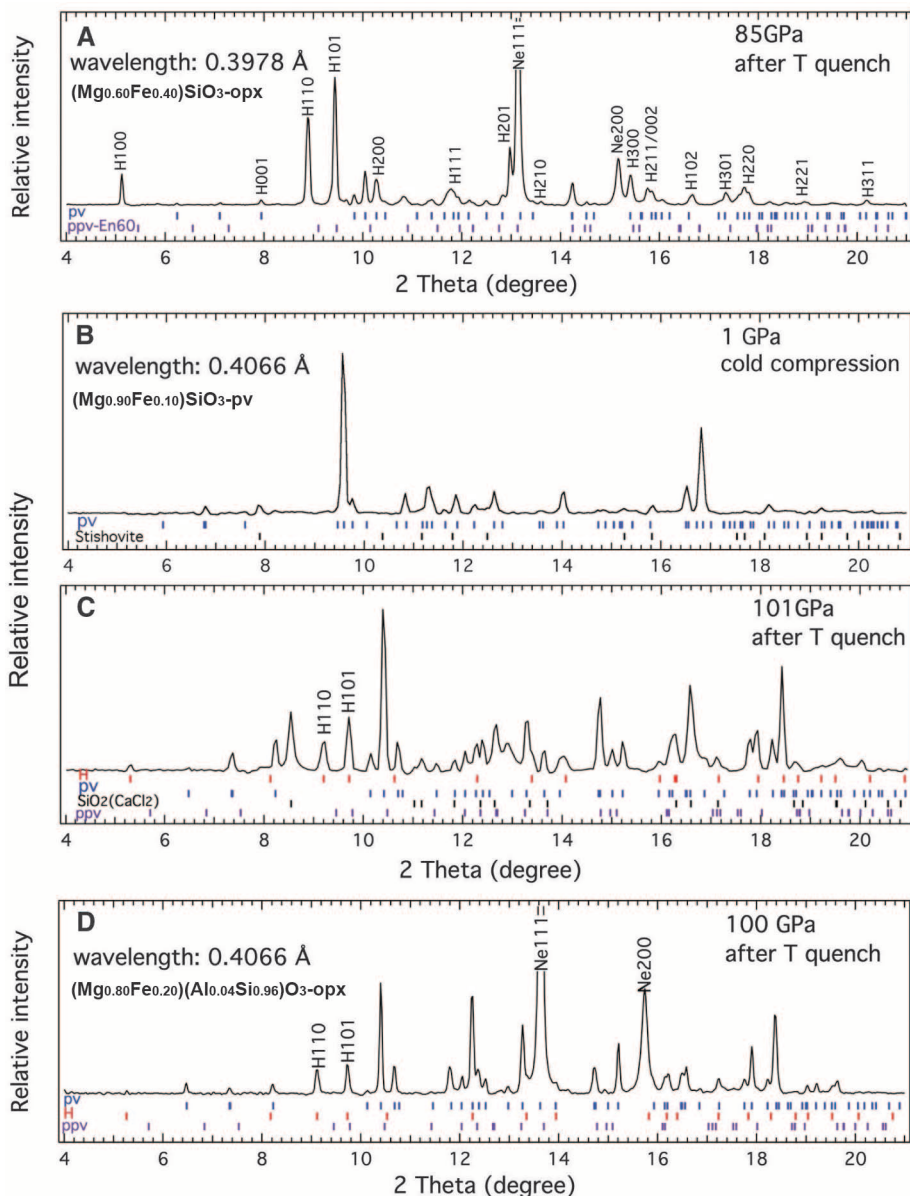 A
wavelength: 0.3978 Å
(Mg0.60Fe0.40)SiO3-opx
85GPa
after T quench
H100
H001
H110
H101
H200
H111
H201
Ne111
H210
Ne200
H300
H211/002
H102
H301
H220
H221
H311
pv
ppv-En60
4 6 8 10 12 14 16 18 20
2 Theta (degree)
Relative intensity
B
wavelength: 0.4066 Å
(Mg0.90Fe0.10)SiO3-pv
1 GPa
cold compression
pv
Stishovite
4 6 8 10 12 14 16 18 20
Relative intensity
C
101GPa
after T quench
H110
H101
H
pv
SiO2(CaCl2)
ppv
4 6 8 10 12 14 16 18 20
2 Theta (degree)
D
wavelength: 0.4066 Å
(Mg0.80Fe0.20)(Al0.04Si0.96)O3-opx
100 GPa
after T quench
H110
H101
Ne111
Ne200
pv
H
ppv
4 6 8 10 12 14 16 18 20
2 Theta (degree)
Relative intensity